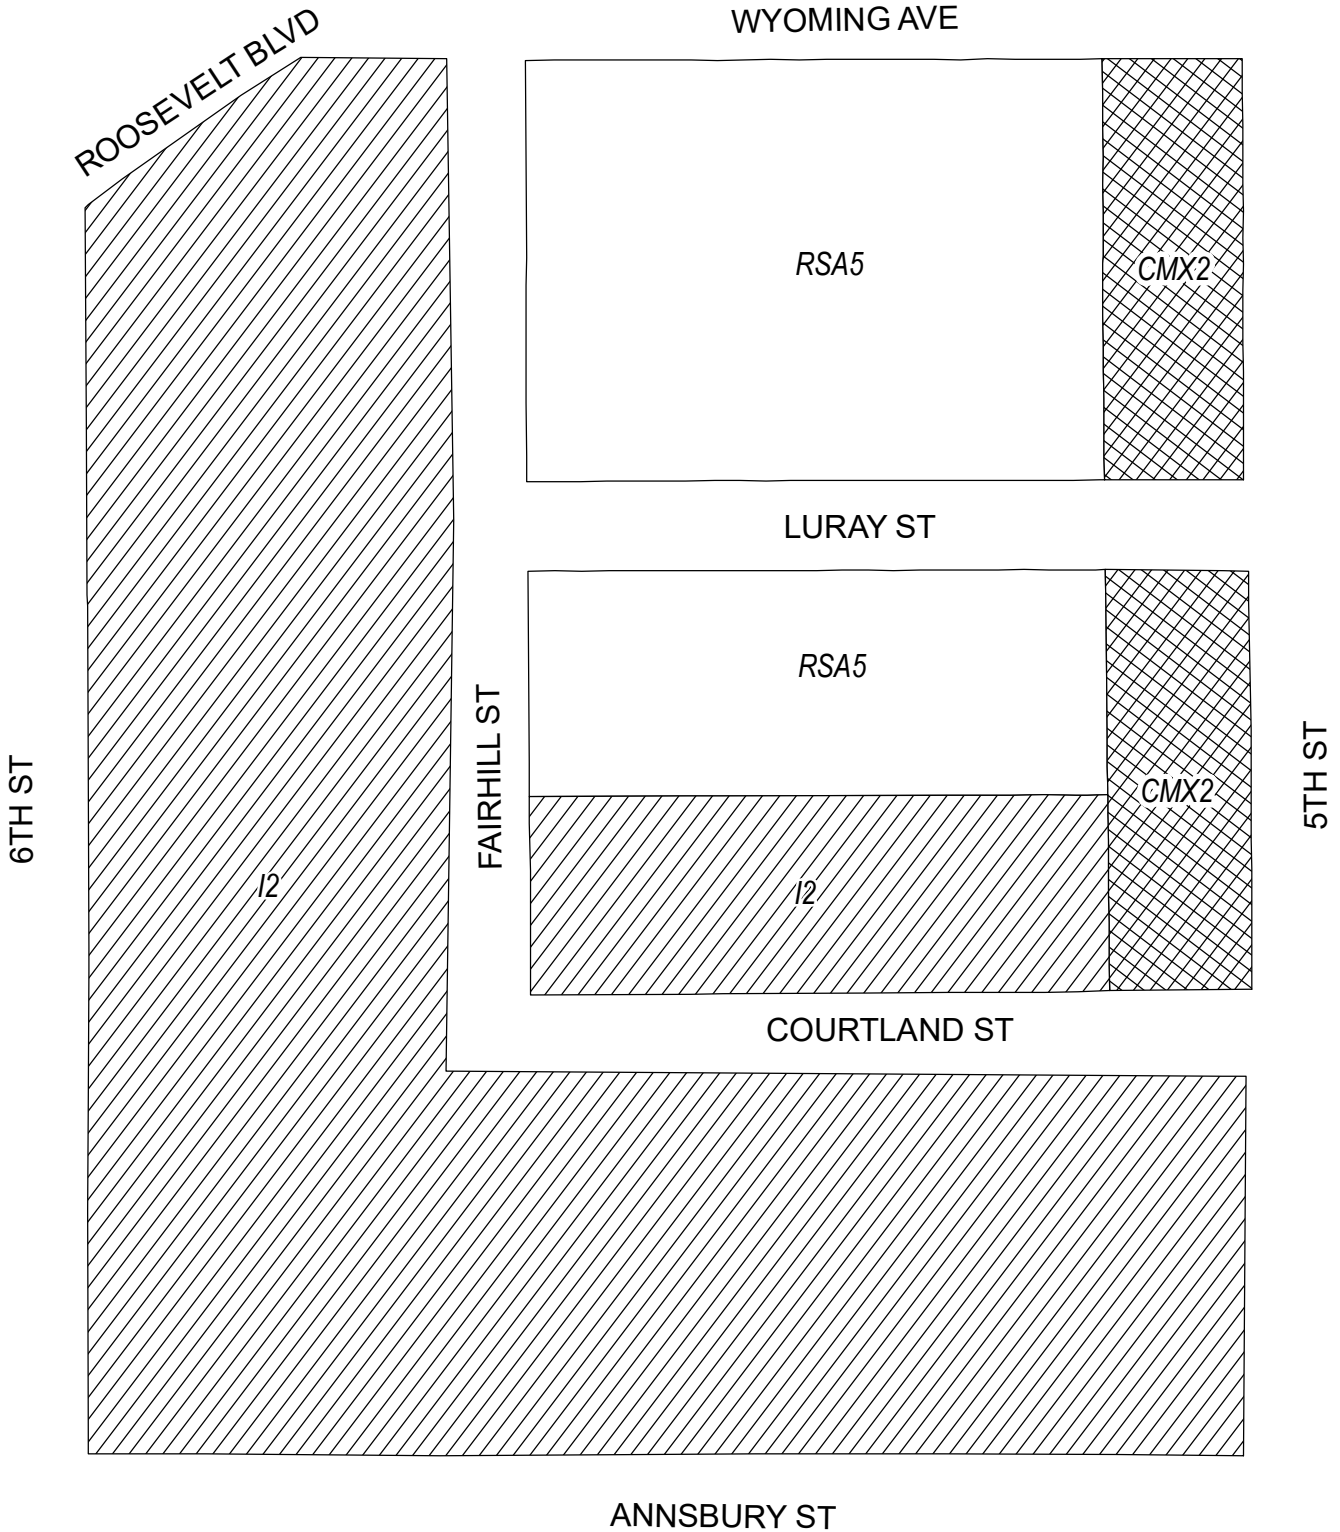 WYOMING AVE
ROOSEVELT BLVD
RSA5
CMX2
LURAY ST
RSA5
FAIRHILL ST
6TH ST
5TH ST
CMX2
I2
I2
COURTLAND ST
ANNSBURY ST